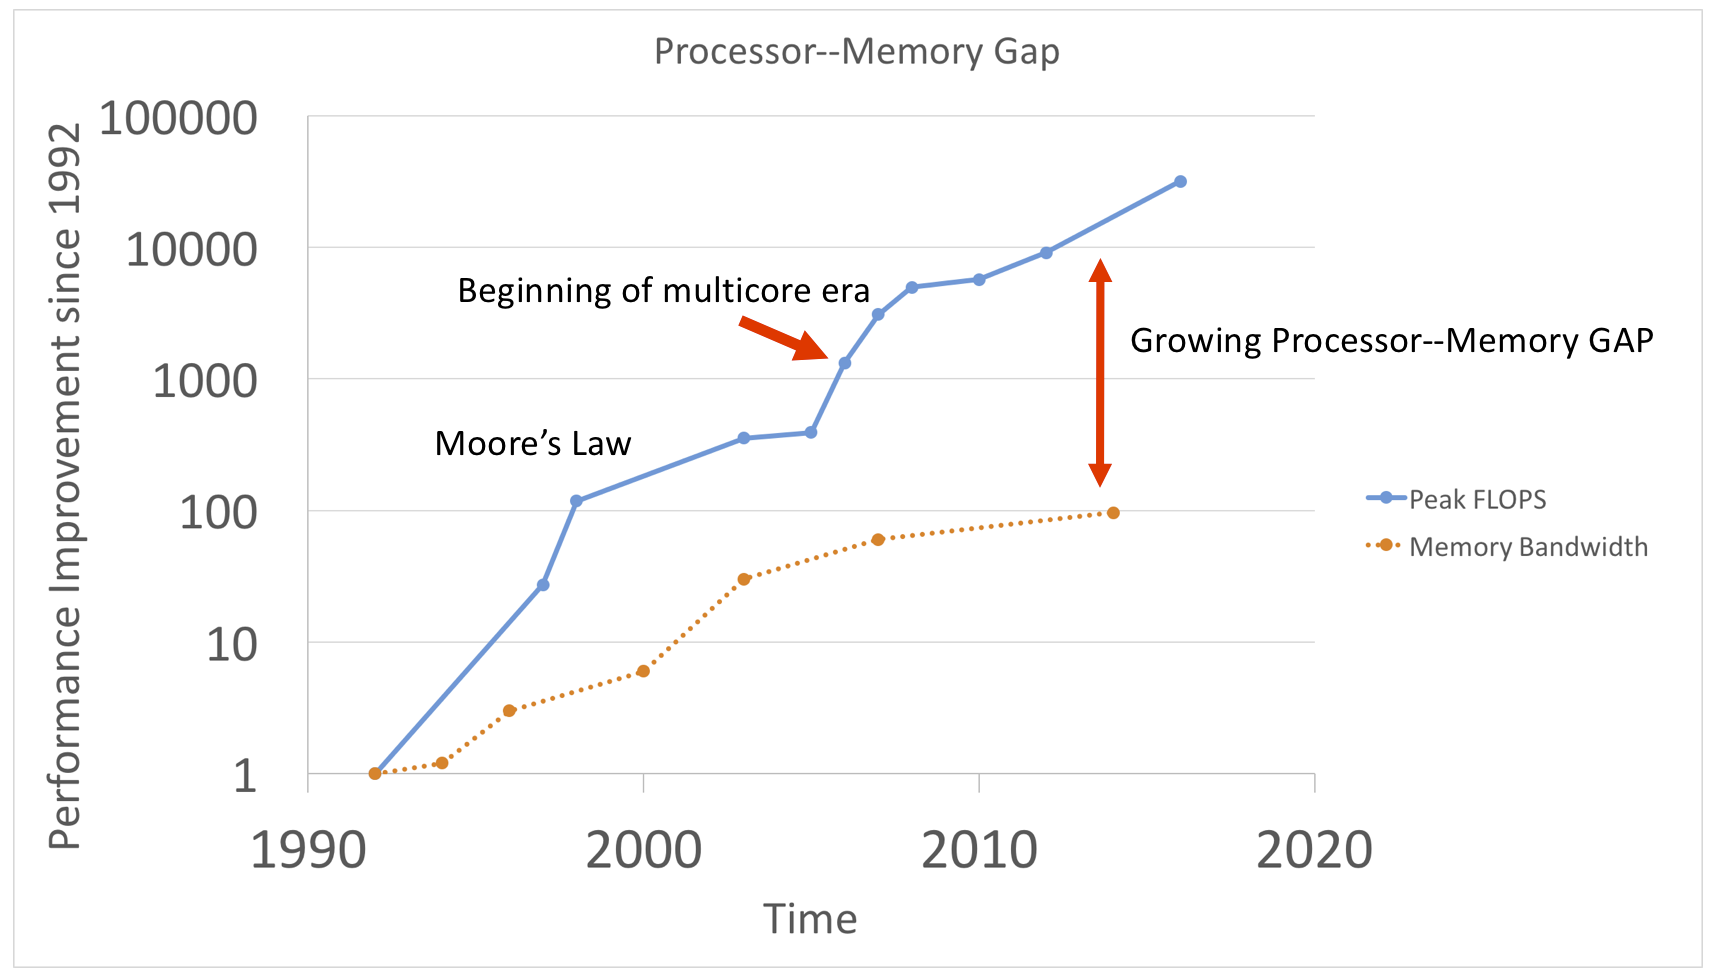 Processor--Memory Gap
Performance Improvement since 1992
100000
10000
1000
100
10
1
Beginning of multicore era
Growing Processor--Memory GAP
Moore’s Law
Peak FLOPS
Memory Bandwidth
1990
2000
2010
2020
Time